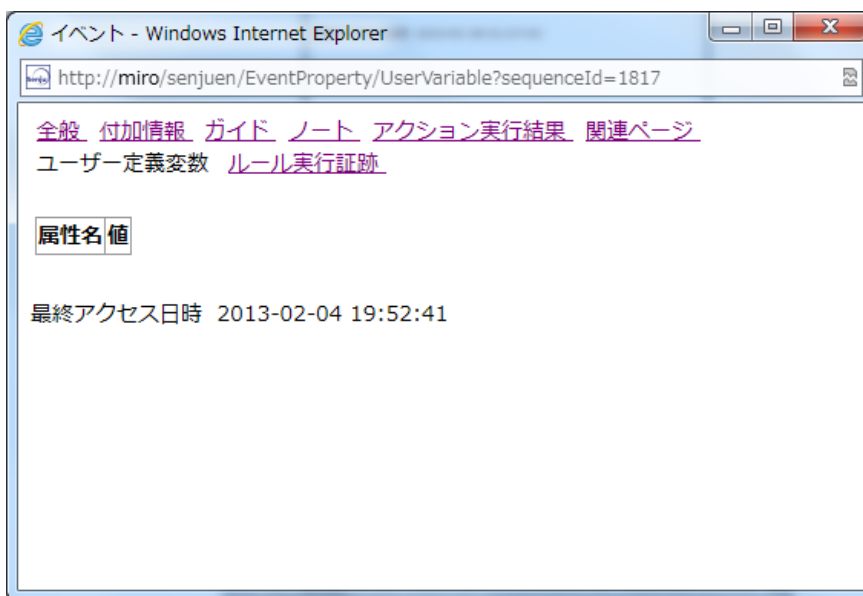 イベント - Windows Internet Explorer
http://miro/senjuen/EventProperty/UserVariable?sequenceId=1817
全般 付加情報 ガイド ノート アクション実行結果 関連ページ
ユーザー定義変数 ルール実行証跡
属性名 値
最終アクセス日時 2013-02-04 19:52:41